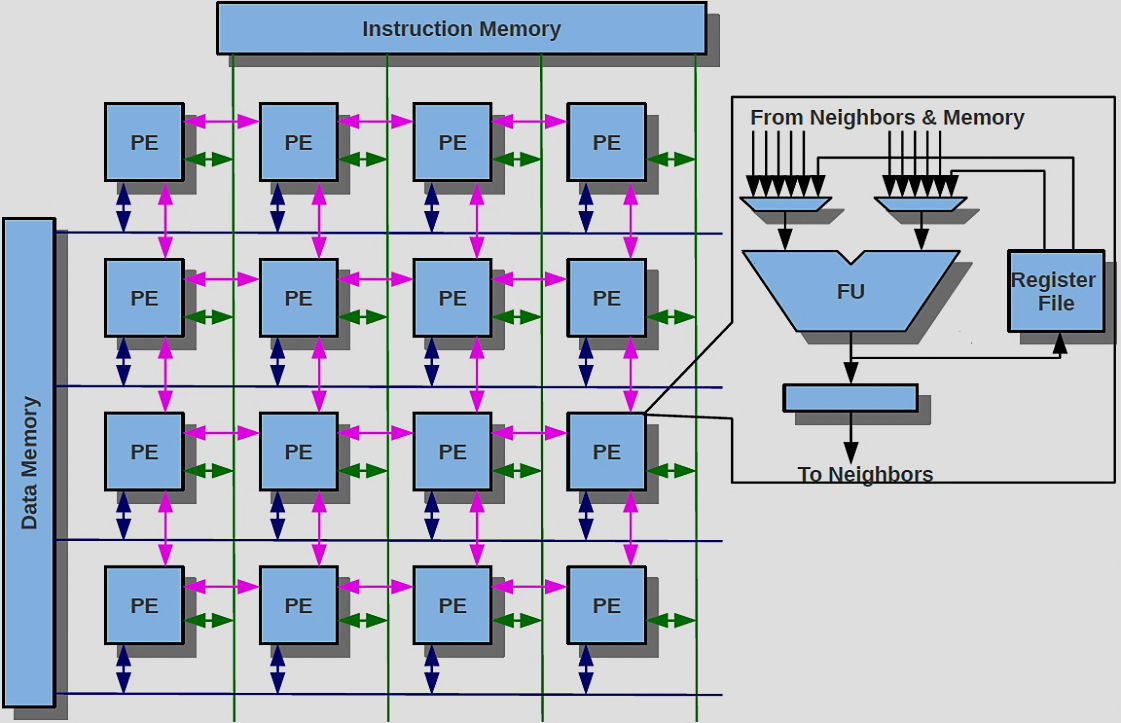 Instruction Memory
From Neighbors & Memory
PE PE PE PE
FU
Register
File
PE PE PE PE
Data Memory
PE PE PE PE
To Neighbors
PE PE PE PE